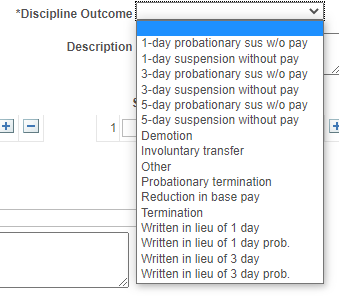 *Discipline Outcome
1-day probationary sus w/o pay
Description
1-day suspension without pay
3-day probationary sus w/o pay
3-day suspension without pay
5-day probationary sus w/o pay
5-day suspension without pay
1
Demotion
Involuntary transfer
Other
Probationary termination
Reduction in base pay
Termination
Written in lieu of 1 day
Written in lieu of 1 day prob.
Written in lieu of 3 day
Written in lieu of 3 day prob.